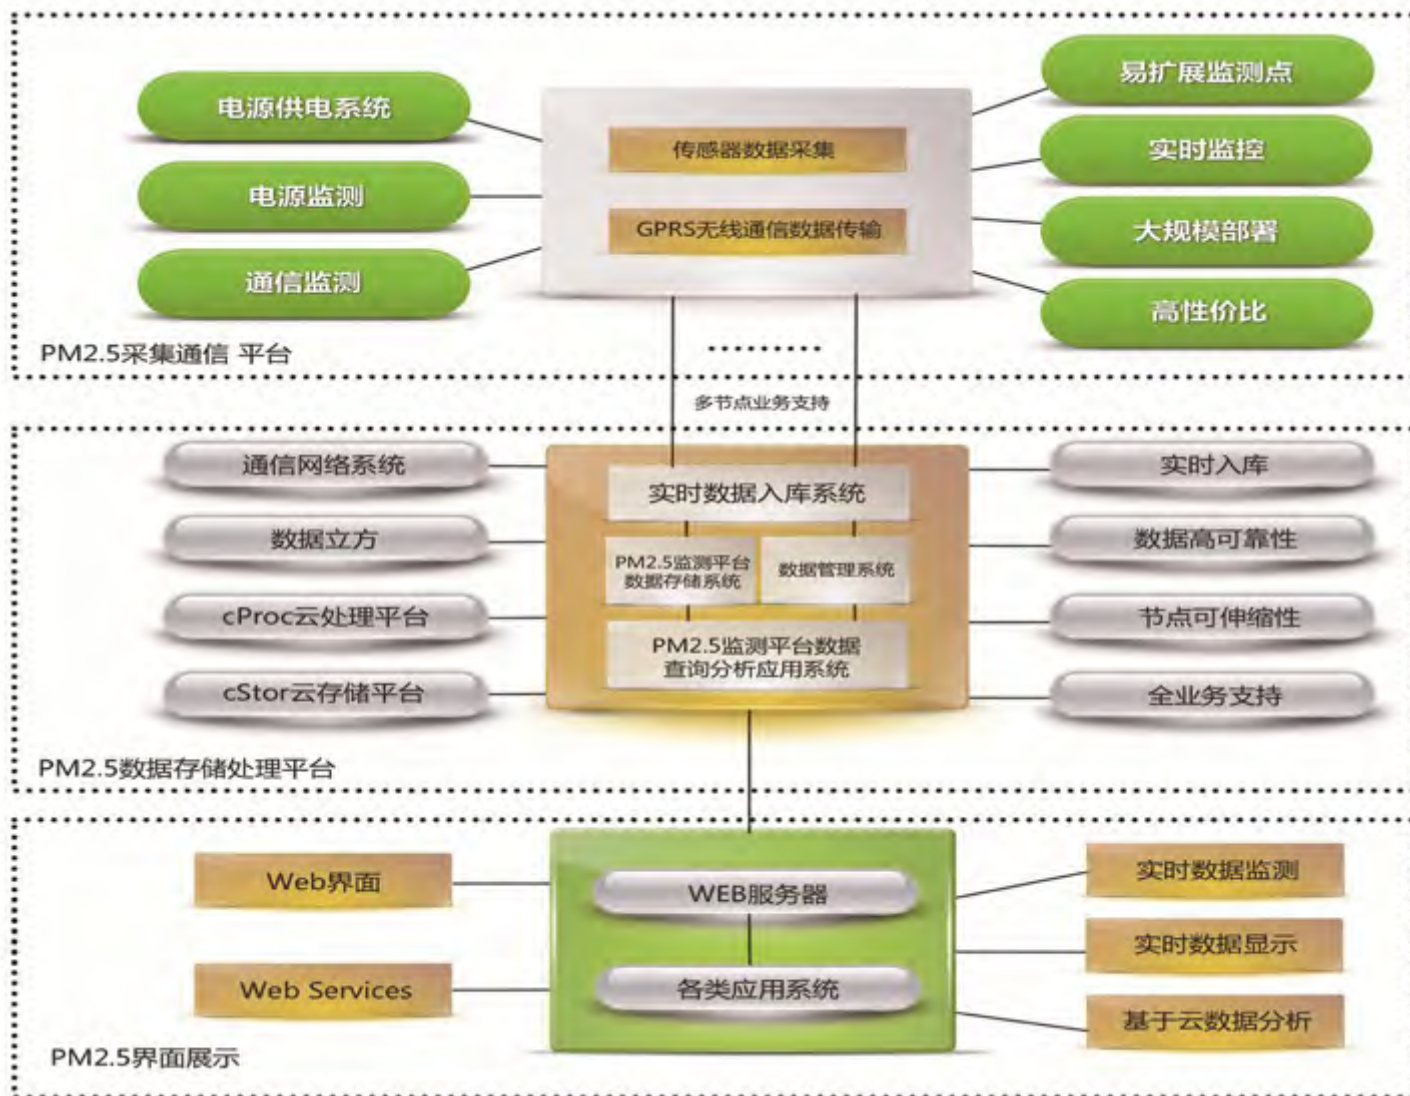 电源供电系统
电源监测
通信监测
传感器数据采集
GPRS无线通信数据传输
易扩展监测点
实时监控
大规模部署
高性价比
PM2.5采集通信 平台
多节点业务支持
通信网络系统
数据立方
cProc云处理平台
cStor云存储平台
实时数据入库系统
PM2.5监测平台
数据存储系统
数据管理系统
PM2.5监测平台数据
查询分析应用系统
实时入库
数据高可靠性
节点可伸缩性
全业务支持
PM2.5数据存储处理平台
Web界面
Web Services
WEB服务器
各类应用系统
实时数据监测
实时数据显示
基于云数据分析
PM2.5界面展示